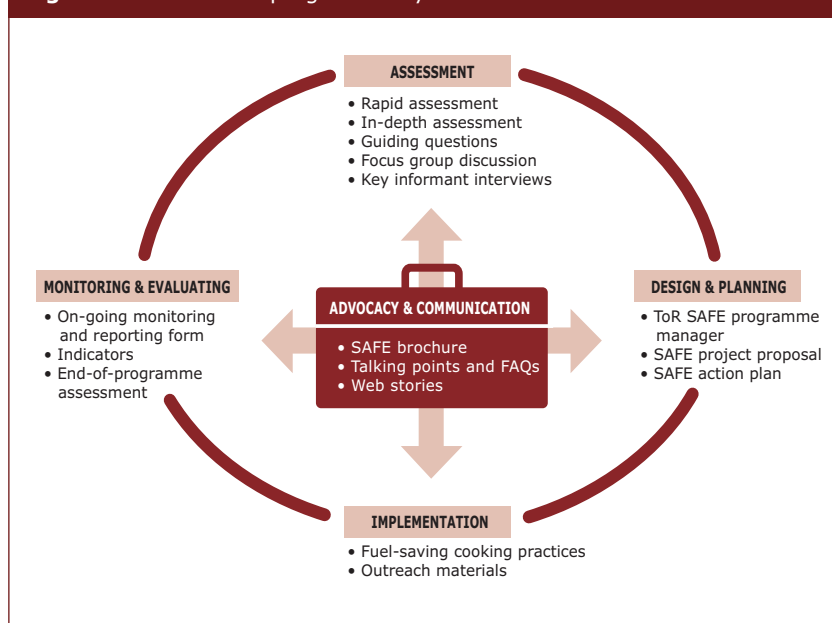 ASSESSMENT
• Rapid assessment
• In-depth assessment
• Guiding questions
• Focus group discussion
• Key informant interviews
MONITORING & EVALUATING
• On-going monitoring
and reporting form
• Indicators
• End-of-programme
assessment
ADVOCACY & COMMUNICATION
• SAFE brochure
• Talking points and FAQs
• Web stories
DESIGN & PLANNING
• ToR SAFE programme
manager
• SAFE project proposal
• SAFE action plan
IMPLEMENTATION
• Fuel-saving cooking practices
• Outreach materials